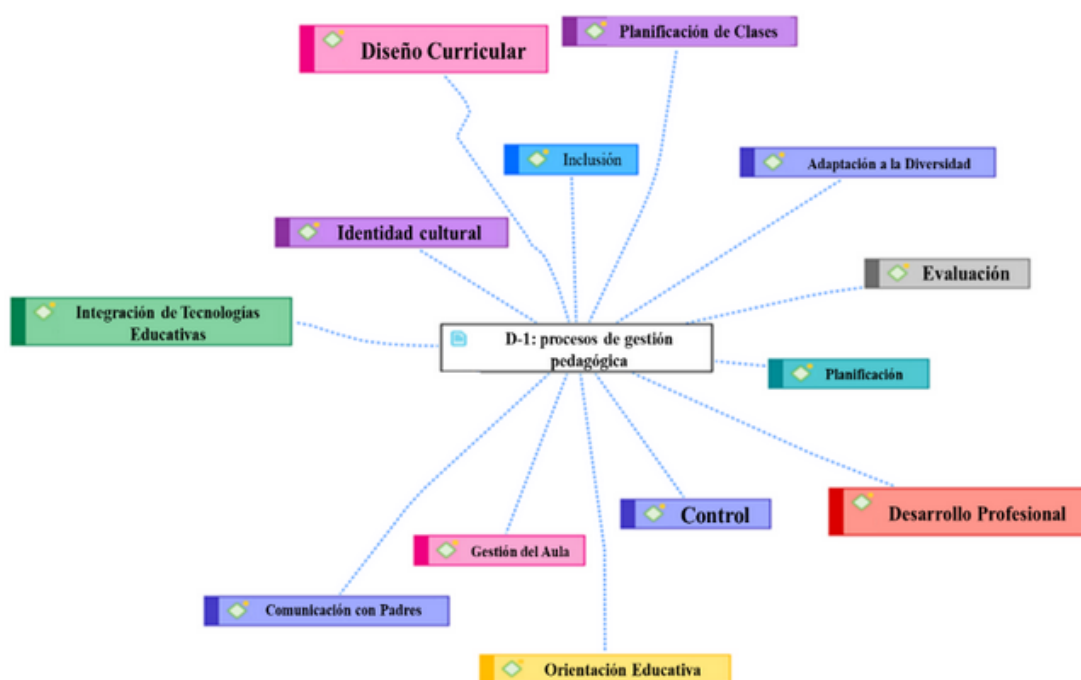 Planificación de Clases
Diseño Curricular
Inclusión
Adaptación a la Diversidad
Identidad cultural
Evaluación
Integración de Tecnologías
Educativas
D-1: procesos de gestión
pedagógica
Planificación
Desarrollo Profesional
Control
Gestión del Aula
Comunicación con Padres
Orientación Educativa